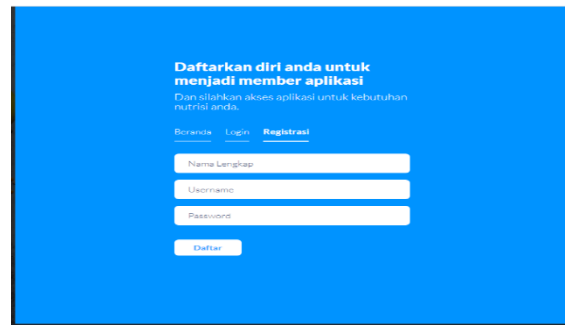 Daftarkan diri anda untuk
menjadi member aplikasi
Dan silahkan akses aplikasi untuk kebutuhan
nutrisi anda.
Beranda Login Registrasi
Nama Lengkap
Username
Password
Daftar